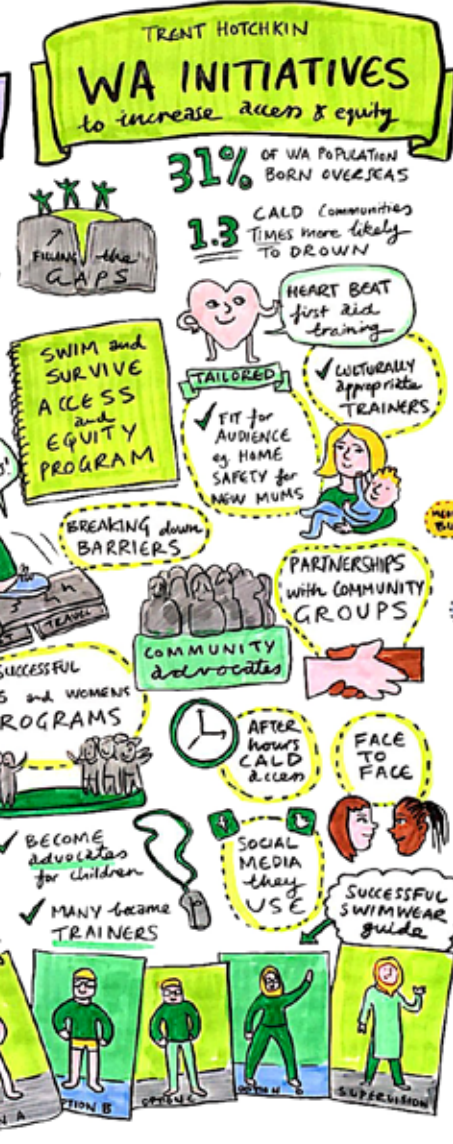 TRENT HOTCHKIN
WA INITIATIVES
to increase access & equity
31% OF WA POPULATION
BORN OVERSEAS
1.3 CALD Communities
TIMES more likely
TO DROWN
FILLING the
GAPS
HEART BEAT
first aid
training
SWIM and
SURVIVE
ACCESS
and
EQUITY
PROGRAM
TAILORED
✓ FIT for
AUDIENCE
eg. HOME
SAFETY for
NEW MUMS
✓ CULTURALLY
appropriate
TRAINERS
BREAKING down
BARRIERS
TRAVEL
PARTNERSHIPS
with COMMUNITY
GROUPS
COMMUNITY
advocates
SUCCESSFUL
S and WOMENS
ROGRAMS
AFTER
hours
CALD
access
FACE
TO
FACE
✓ BECOME
advocates
for children
✓ MANY became
TRAINERS
SOCIAL
MEDIA
they
USE
SUCCESSFUL
SWIMWEAR
guide
N A
PTION B
OPTION C
SUPERVISION